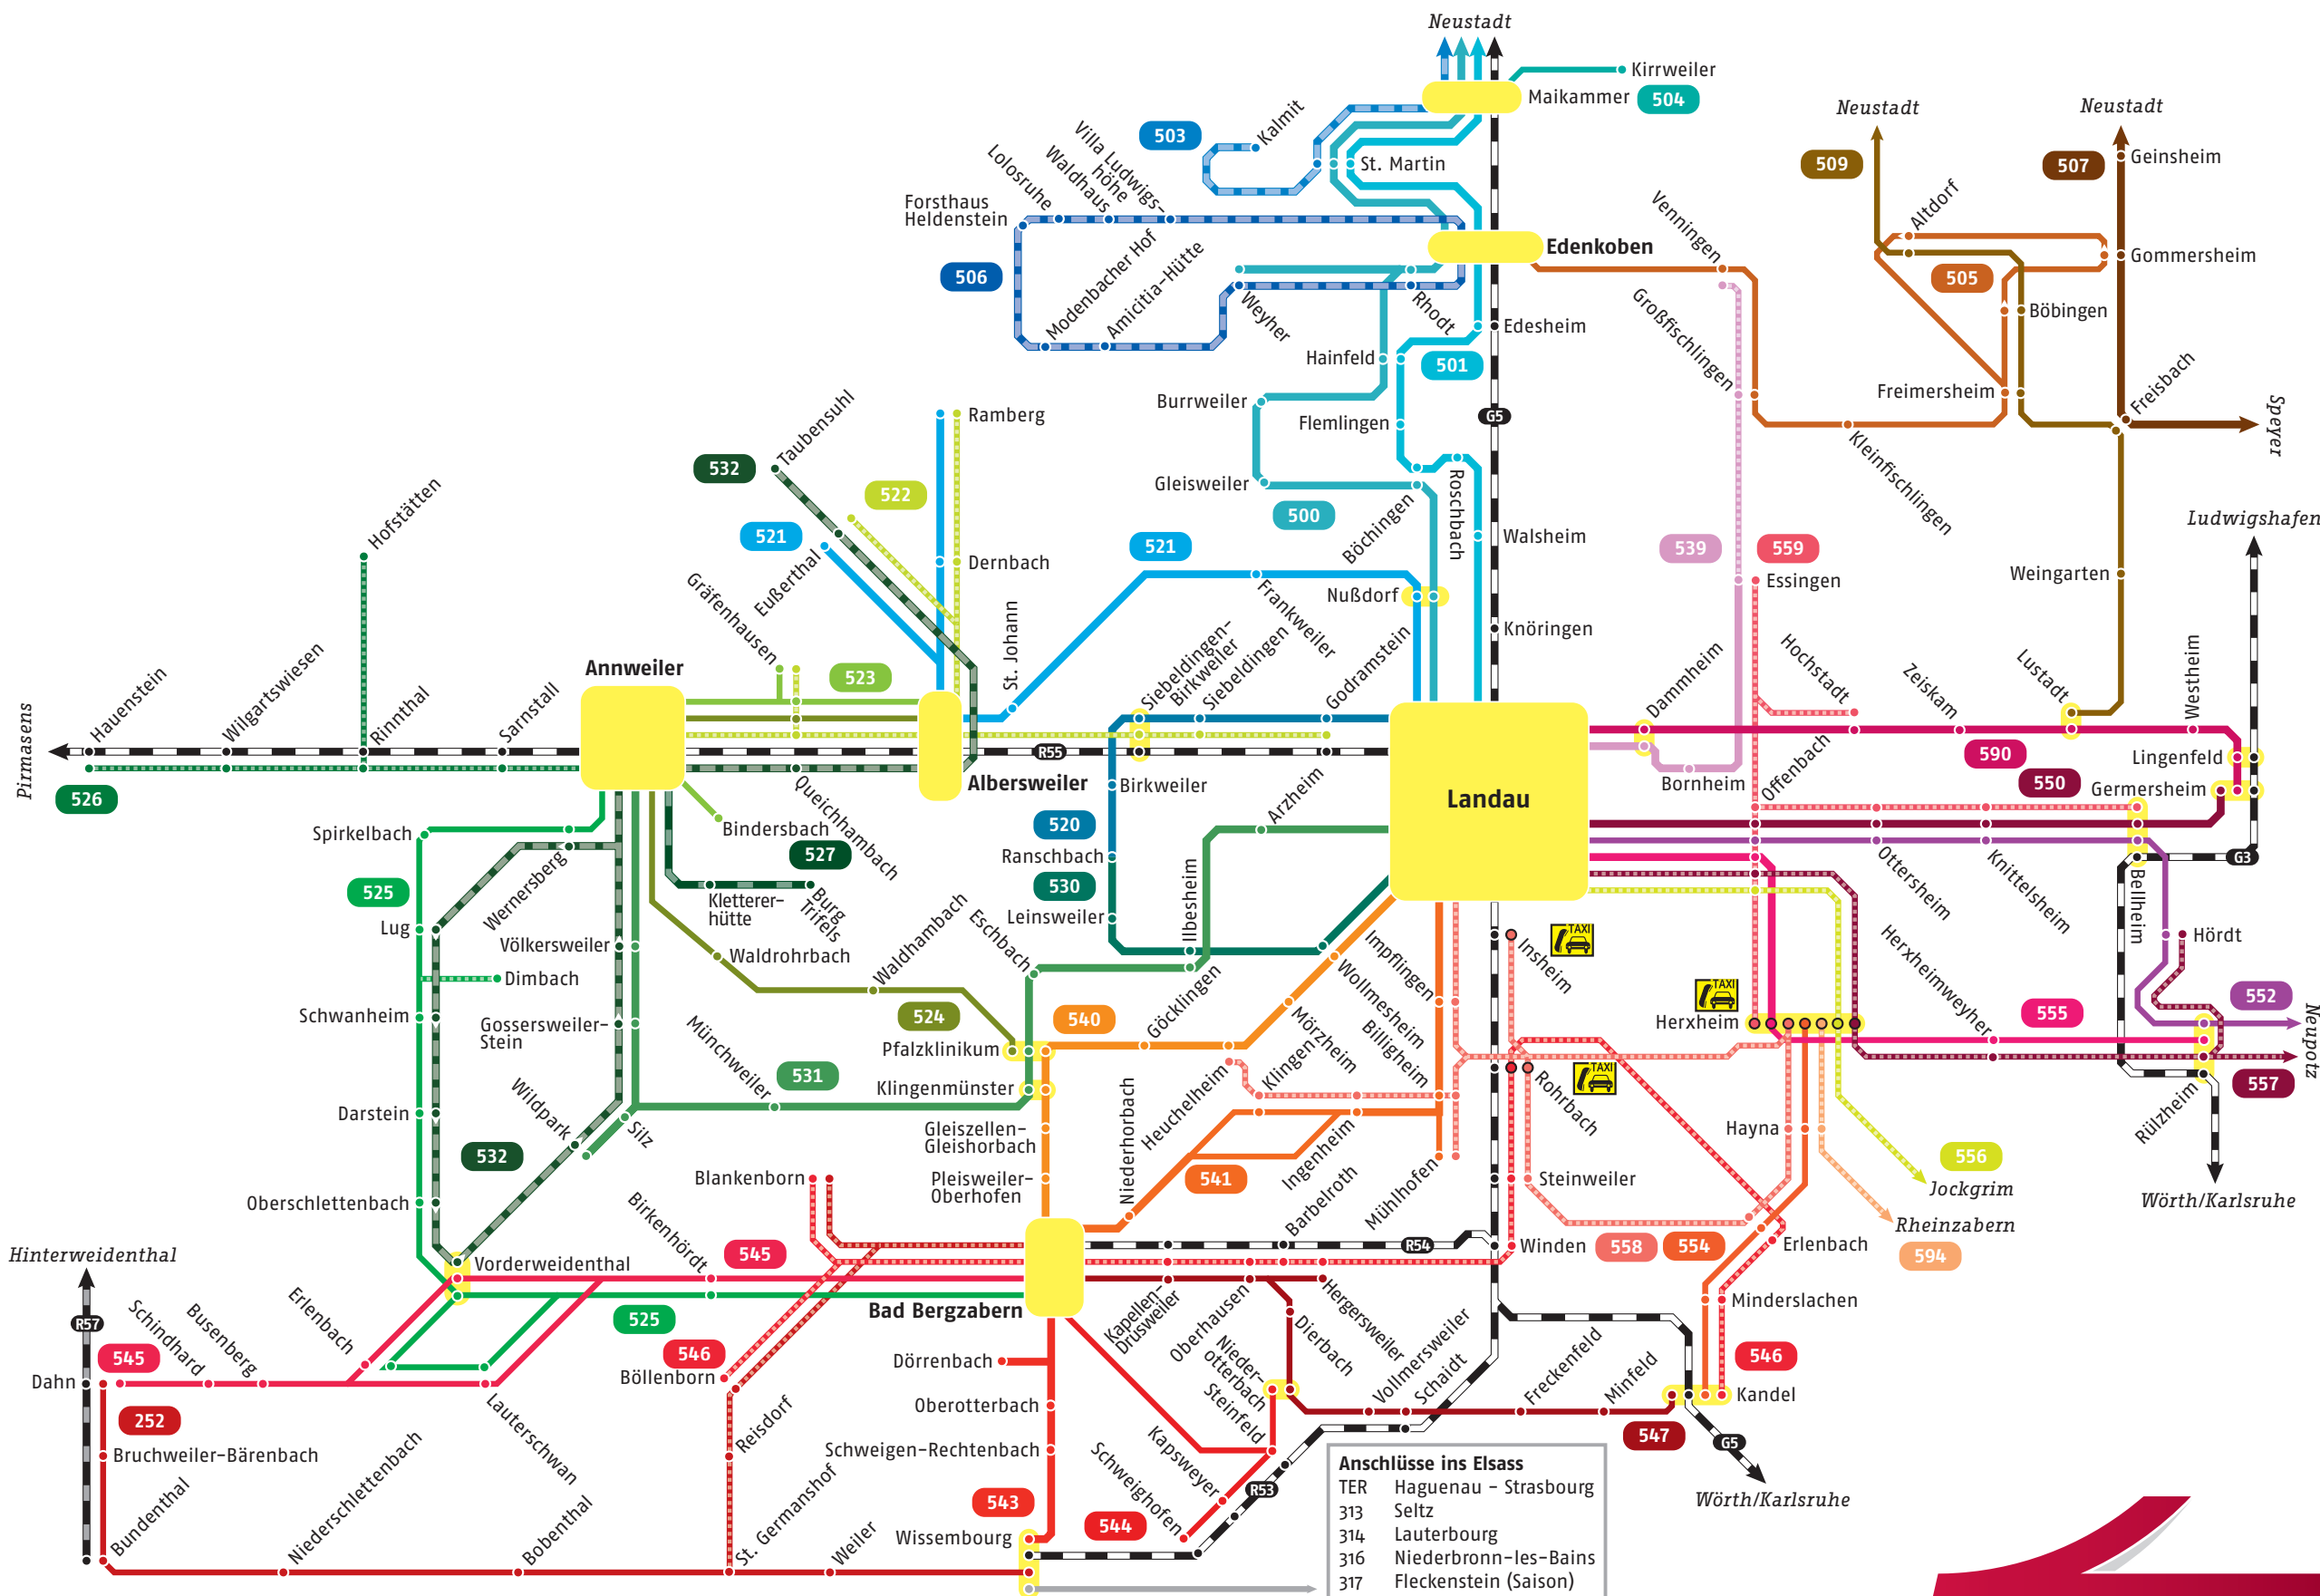 Neustadt
Kirrweiler
Maikammer
504
503
Kalmit
St. Martin
Neustadt
Neustadt
509
507
Geinsheim
Villa Ludwigs-
höhe
Waldhaus
Lolosruhe
Forsthaus
Heldenstein
Edenkoben
Venningen
Altdorf
Gommersheim
505
506
Modenbacher Hof
Amicitia-Hütte
Weyher
Rhodt
Edesheim
Großfischlingen
Böbingen
Hainfeld
501
Burrweiler
Flemlingen
G5
Freimersheim
Freisbach
Speyer
Kleinfischlingen
Ramberg
Taubensuhl
532
522
Gleisweiler
500
Böchingen
Roschbach
Walsheim
Hofstätten
521
Eußerthal
521
Dernbach
539
559
Essingen
Weingarten
Ludwigshafen
Gräfenhausen
St. Johann
Frankweiler
Nußdorf
Knöringen
Siebeldingen-
Birkweiler
Siebeldingen
Godramstein
Dammheim
Hochstadt
Zeiskam
Lustadt
Westheim
Annweiler
523
Pirmasens
Hauenstein
Wilgartswiesen
Rinnthal
Sarnstall
R55
526
Albersweiler
Queichhambach
Birkweiler
Arzheim
Landau
Bornheim
Offenbach
590
550
Lingenfeld
Germersheim
Spirkelbach
Bindersbach
527
520
Ranschbach
530
G3
Wernersberg
525
Kletterer-
hütte
Burg
Trifels
Leinsweiler
Ilbesheim
Ottersheim
Knittelsheim
Bellheim
Lug
Völkersweiler
Waldrohrbach
Waldhambach
Eschbach
Impflingen
Insheim
TAXI
Hördt
Dimbach
Göcklingen
Wollmesheim
Herxheimweyher
TAXI
Herxheim
555
552
Neupotz
Schwanheim
Gossersweiler-
Stein
524
540
Mörzheim
Münchweiler
Pfalzklinikum
Billigheim
531
Klingenmünster
Heuchelheim
Klingen
Rohrbach
TAXI
557
Darstein
Wildpark
Silz
Gleiszellen-
Gleishorbach
Niederhorbach
Hayna
Rülzheim
532
Ingenheim
556
Blankenborn
Pleisweiler-
Oberhofen
541
Mühlhofen
Steinweiler
Jockgrim
Wörth/Karlsruhe
Oberschlettenbach
Birkenhördt
Barbelroth
Rheinzabern
Hinterweidenthal
Vorderweidenthal
545
R54
Winden
558
554
Erlenbach
594
Erlenbach
525
Bad Bergzabern
Kapellen-
Drusweiler
Oberhausen
Hergersweiler
Minderslachen
R57
Schindhard
Busenberg
545
546
Böllenborn
Dörrenbach
Nieder-
otterbach
Dierbach
Vollmersweiler
Schaidt
Freckenfeld
Minfeld
546
Kandel
Dahn
252
Lauterschwan
Reisdorf
Oberotterbach
Steinfeld
547
G5
Bruchweiler-Bärenbach
Schweigen-Rechtenbach
Kapsweyer
Schweighofen
R53
Wörth/Karlsruhe
Bundenthal
Niederschlettenbach
Bobenthal
St. Germanshof
Weiler
543
Wissembourg
544
Anschlüsse ins Elsass
TER Haguenau - Strasbourg
313 Seltz
314 Lauterbourg
316 Niederbronn-les-Bains
317 Fleckenstein (Saison)